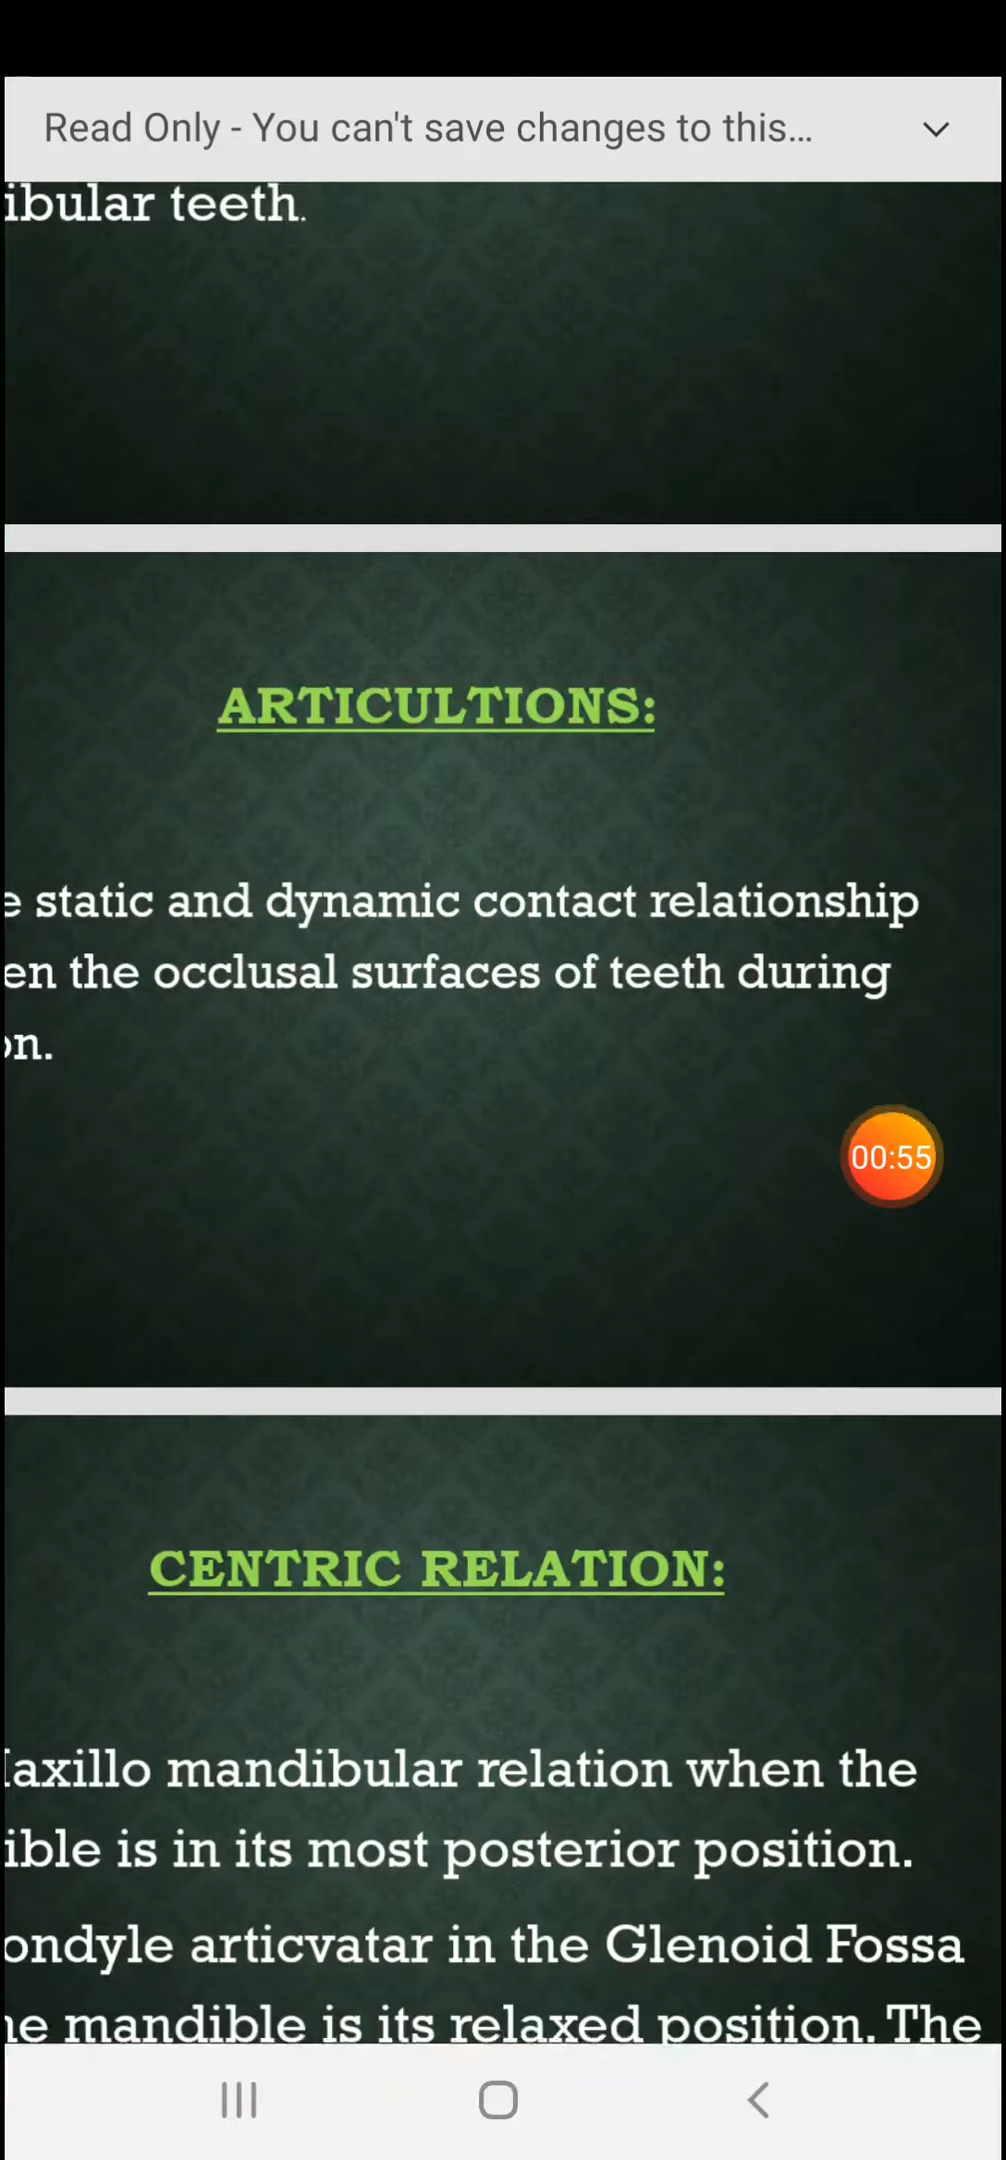 Read Only - You can't save changes to this...
ibular teeth.
ARTICULTIONS:
e static and dynamic contact relationship
en the occlusal surfaces of teeth during
on.
00:55
CENTRIC RELATION:
axillo mandibular relation when the
ible is in its most posterior position.
ondyle articvatar in the Glenoid Fossa
he mandible is its relaxed position. The